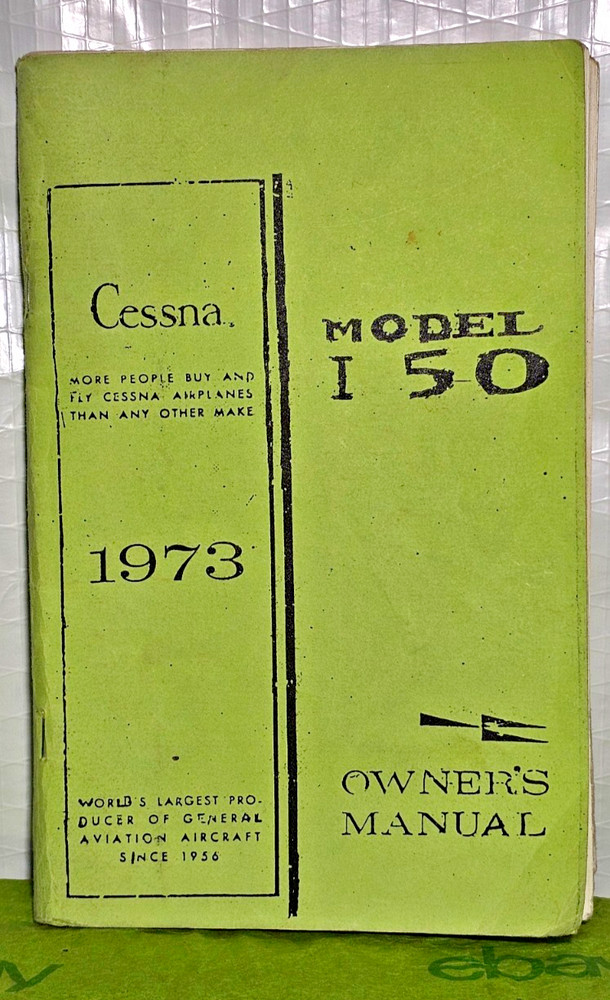 Cessna.
MORE PEOPLE BUY AND
FLY CESSNA AIRPLANES
THAN ANY OTHER MAKE
1973
WORLD'S LARGEST PRO-
DUCER OF GENERAL
AVIATION AIRCRAFT
SINCE 1956
MODEL
150
OWNER'S
MANUAL
ebay